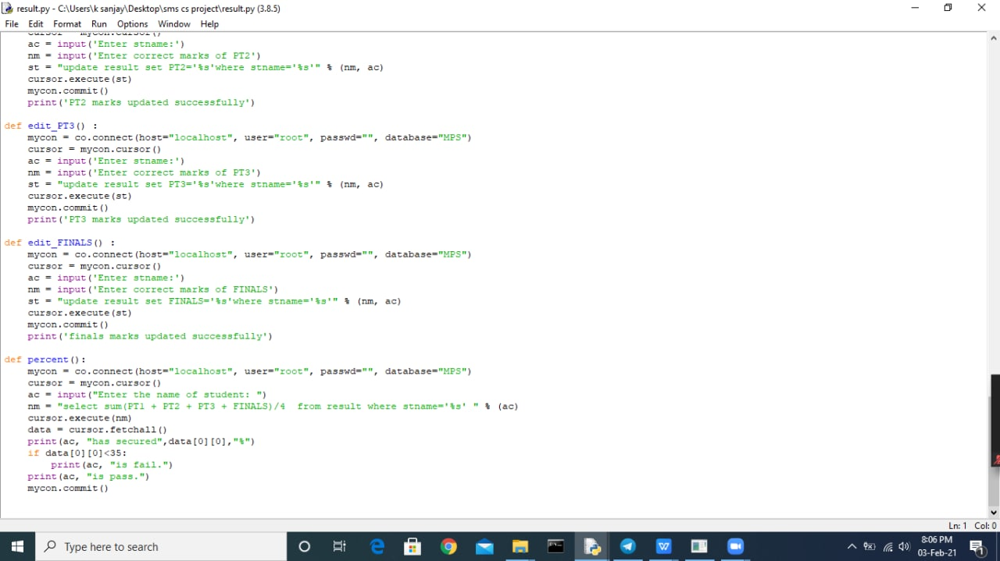 result.py - C:\Users\k sanjay\Desktop\sms cs project\result.py (3.8.5)
File Edit Format Run Options Window Help
cursor = mycon.cursor()
ac = input('Enter stname:')
nm = input('Enter correct marks of PT2')
st = "update result set PT2='%s'where stname='%s'" % (nm, ac)
cursor.execute(st)
mycon.commit()
print('PT2 marks updated successfully')
def edit_PT3() :
mycon = co.connect(host="localhost", user="root", passwd="", database="MPS")
cursor = mycon.cursor()
ac = input('Enter stname:')
nm = input('Enter correct marks of PT3')
st = "update result set PT3='%s'where stname='%s'" % (nm, ac)
cursor.execute(st)
mycon.commit()
print('PT3 marks updated successfully')
def edit_FINALS() :
mycon = co.connect(host="localhost", user="root", passwd="", database="MPS")
cursor = mycon.cursor()
ac = input('Enter stname:')
nm = input('Enter correct marks of FINALS')
st = "update result set FINALS='%s'where stname='%s'" % (nm, ac)
cursor.execute(st)
mycon.commit()
print('finals marks updated successfully')
def percent():
mycon = co.connect(host="localhost", user="root", passwd="", database="MPS")
cursor = mycon.cursor()
ac = input("Enter the name of student: ")
nm = "select sum(PT1 + PT2 + PT3 + FINALS)/4  from result where stname='%s' " % (ac)
cursor.execute(nm)
data = cursor.fetchall()
print(ac, "has secured",data[0][0],"%")
if data[0][0]<35:
print(ac, "is fail.")
print(ac, "is pass.")
mycon.commit()
Ln: 1 Col: 0
Type here to search
8:06 PM
03-Feb-21
1